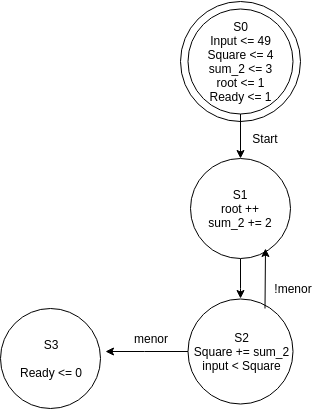 S0
Input <= 49
Square <= 4
sum_2 <= 3
root <= 1
Ready <= 1
Start
S1
root ++
sum_2 += 2
!menor
menor
S2
Square += sum_2
input < Square
S3
Ready <= 0